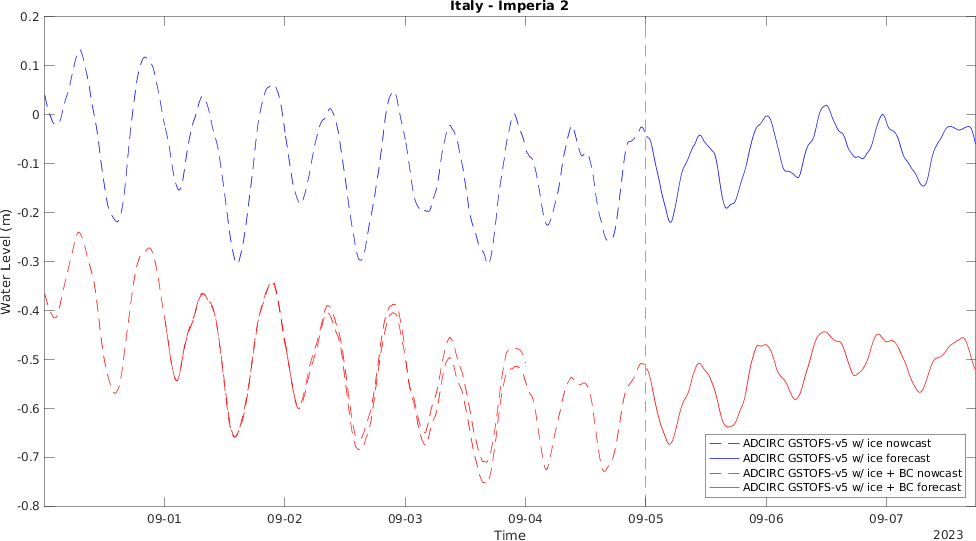 Italy - Imperia 2
0.2
0.1
0
-0.1
-0.2
-0.3
-0.4
-0.5
-0.6
-0.7
-0.8
Water Level (m)
ADCIRC GSTOFS-v5 w/ ice nowcast
ADCIRC GSTOFS-v5 w/ ice forecast
ADCIRC GSTOFS-v5 w/ ice + BC nowcast
ADCIRC GSTOFS-v5 w/ ice + BC forecast
09-01 09-02 09-03 09-04 09-05 09-06 09-07
Time
2023